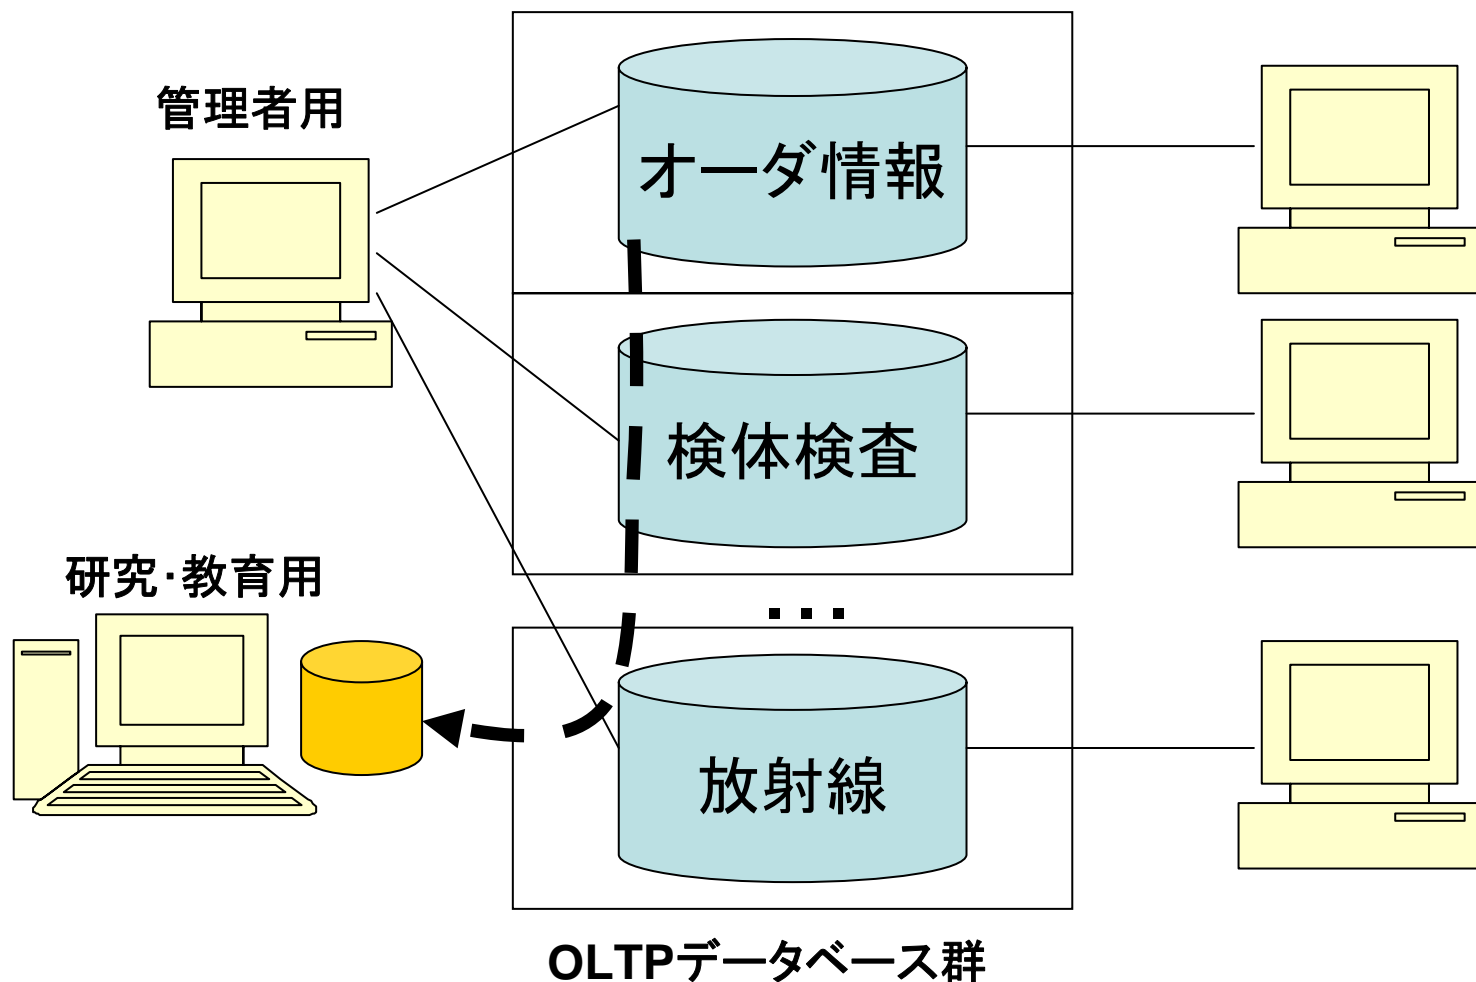 管理者用
オーダ情報
検体検査
研究・教育用
...
放射線
OLTPデータベース群